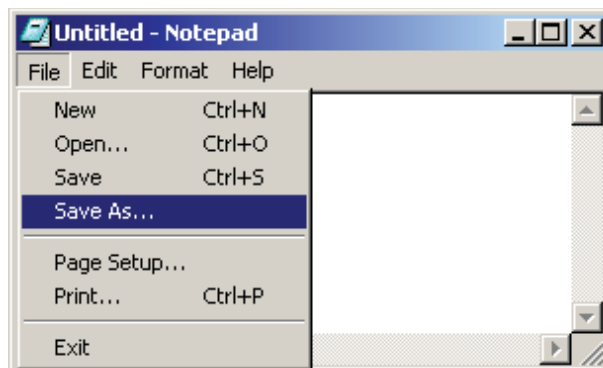 Untitled - Notepad
File Edit Format Help
New Ctrl+N
Open... Ctrl+O
Save Ctrl+S
Save As...
Page Setup...
Print... Ctrl+P
Exit